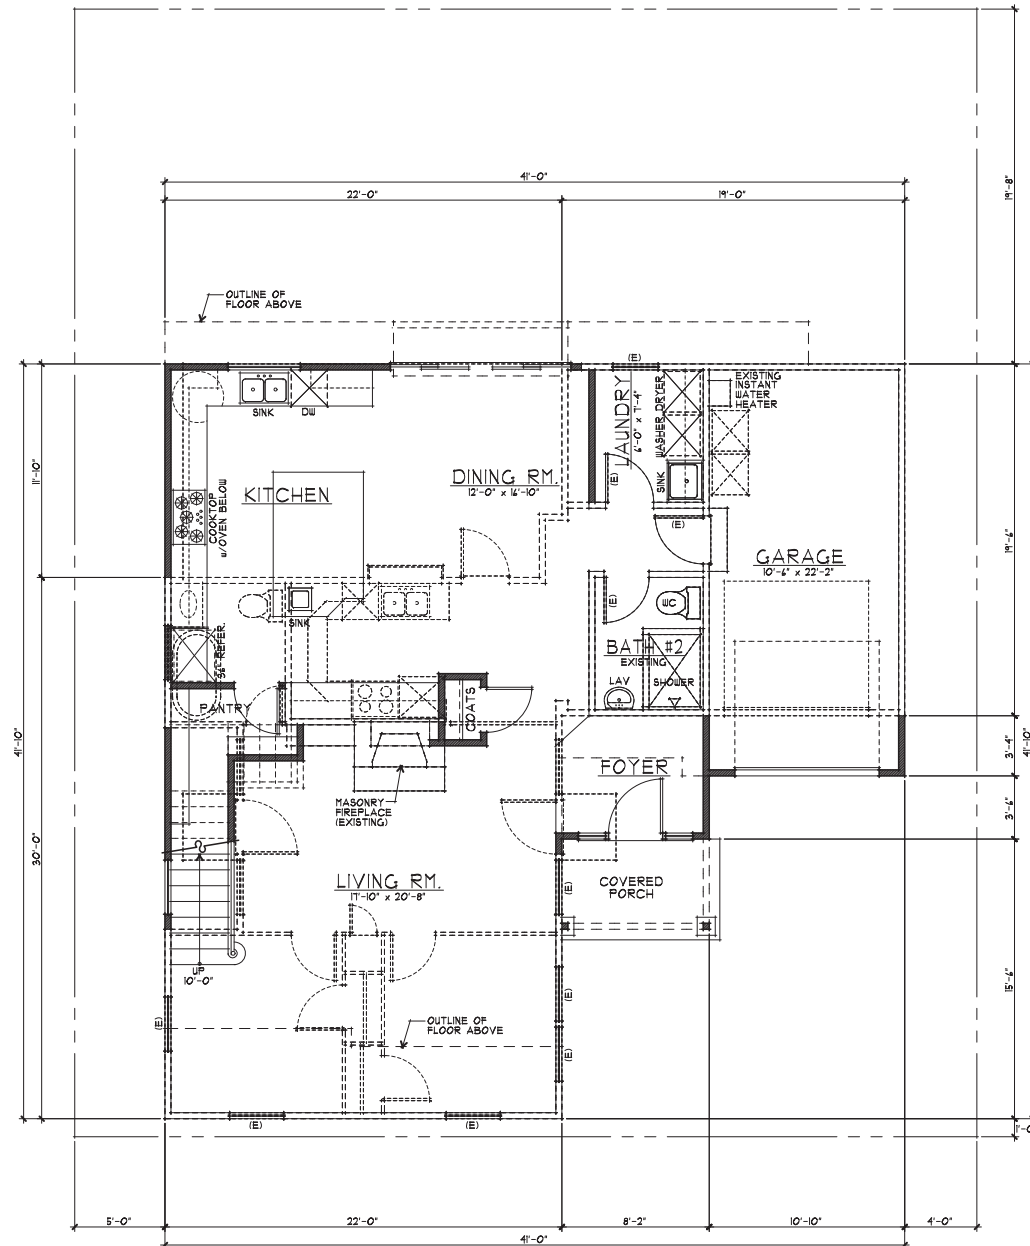 41'-0"
22'-0"
19'-0"
19'-8"
OUTLINE OF
FLOOR ABOVE
(E)
EXISTING
INSTANT
WATER
HEATER
SINK
DW
LAUNDRY
6'-0" x 7'-4"
WASHER
DRYER
SINK
(E)
(E)
11'-10"
KITCHEN
DINING RM.
12'-0" x 16'-10"
COOKTOP
w/OVEN BELOW
GARAGE
10'-6" x 22'-2"
19'-6"
(E)
WC
SINK
36" REFER.
BATH #2
EXISTING
LAV
SHOWER
PANTRY
COATS
41'-10"
3'-4"
41'-10"
FOYER
MASONRY
FIREPLACE
(EXISTING)
3'-6"
30'-0"
LIVING RM.
17'-10" x 20'-8"
(E)
COVERED
PORCH
UP
10'-0"
(E)
15'-6"
(E)
OUTLINE OF
FLOOR ABOVE
(E)
(E)
(E)
5'-0"
22'-0"
8'-2"
10'-10"
4'-0"
41'-0"